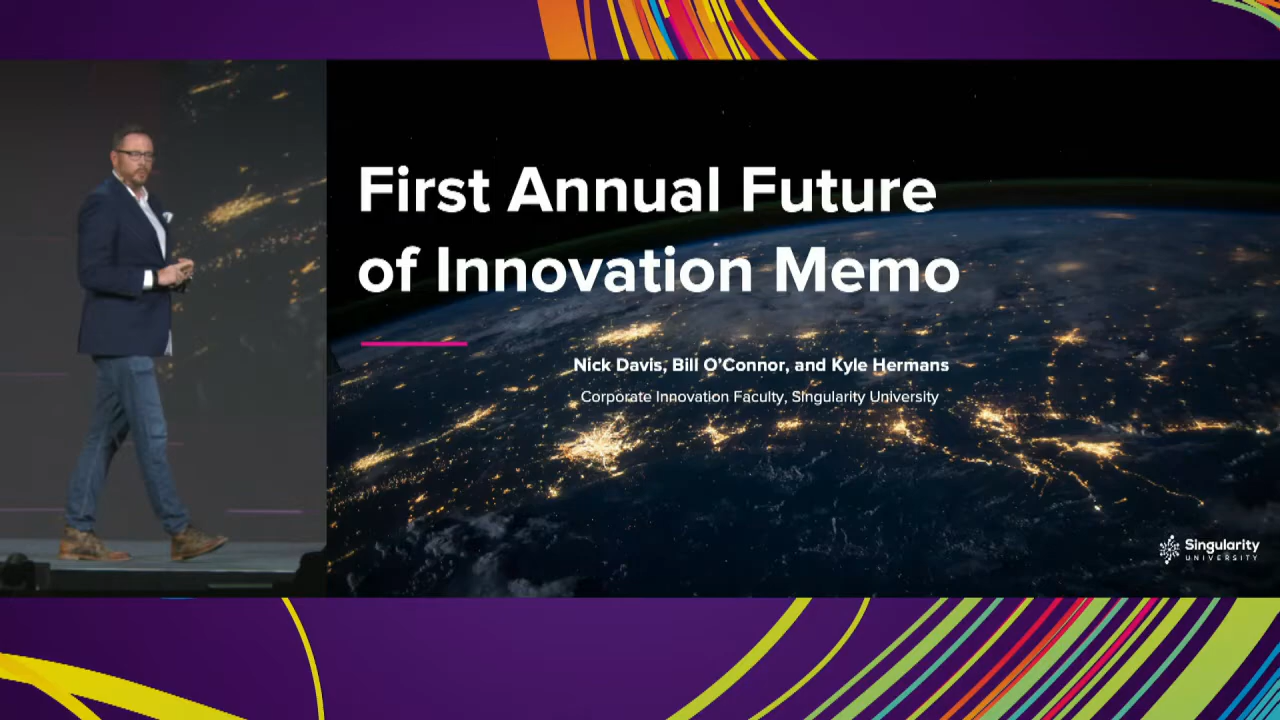 First Annual Future
of Innovation Memo
Nick Davis, Bill O'Connor, and Kyle Hermans
Corporate Innovation Faculty, Singularity University
Singularity
UNIVERSITY